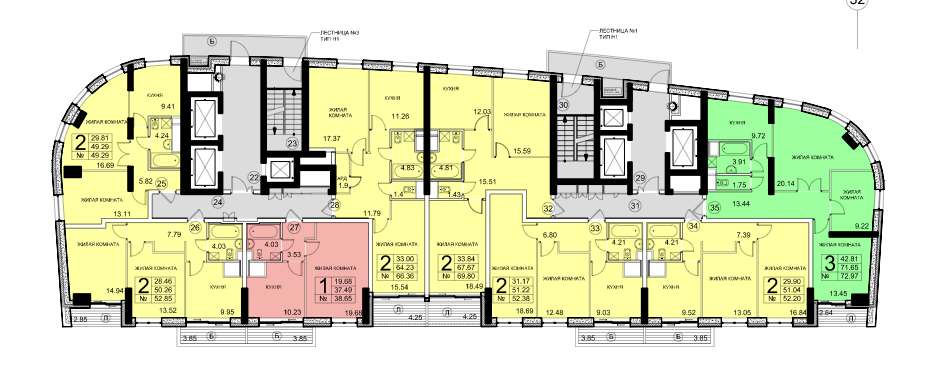 32
ЛЕСТНИЦА №3
ТИП Н1
ЛЕСТНИЦА №1
ТИП Н1
Б
Б
КУХНЯ
9.41
ЖИЛАЯ КОМНАТА
4.24
2
29.81
49.29
49.29
№
16.69
5.82
25
ЖИЛАЯ КОМНАТА
13.11
22
23
24
ЖИЛАЯ КОМНАТА
17.37
КУХНЯ
11.26
4.83
1.9
1.4
28
11.79
КУХНЯ
12.03
15.59
4.81
15.51
1.43
30
29
31
32
33
34
35
КУХНЯ
9.72
ЖИЛАЯ КОМНАТА
3.91
1.75
20.14
13.44
ЖИЛАЯ КОМНАТА
9.22
ЖИЛАЯ КОМНАТА
14.94
7.79
26
4.03
ЖИЛАЯ КОМНАТА
2
28.46
50.26
52.85
№
13.52
КУХНЯ
9.95
27
4.03
3.53
КУХНЯ
10.23
ЖИЛАЯ КОМНАТА
1
19.68
37.49
38.65
№
19.68
ЖИЛАЯ КОМНАТА
2
33.00
64.23
66.36
№
15.54
ЖИЛАЯ КОМНАТА
2
33.84
67.67
69.80
№
18.49
ЖИЛАЯ КОМНАТА
2
31.17
51.22
52.38
№
18.69
6.80
ЖИЛАЯ КОМНАТА
12.48
4.21
КУХНЯ
9.03
4.21
КУХНЯ
9.52
7.39
ЖИЛАЯ КОМНАТА
13.05
ЖИЛАЯ КОМНАТА
2
29.90
51.04
52.20
№
16.84
ЖИЛАЯ КОМНАТА
3
42.81
71.65
72.97
№
13.45
2.85
Л
3.85
Б
Б
3.85
Л
4.25
4.25
Л
3.85
Б
Б
3.85
2.64
Л